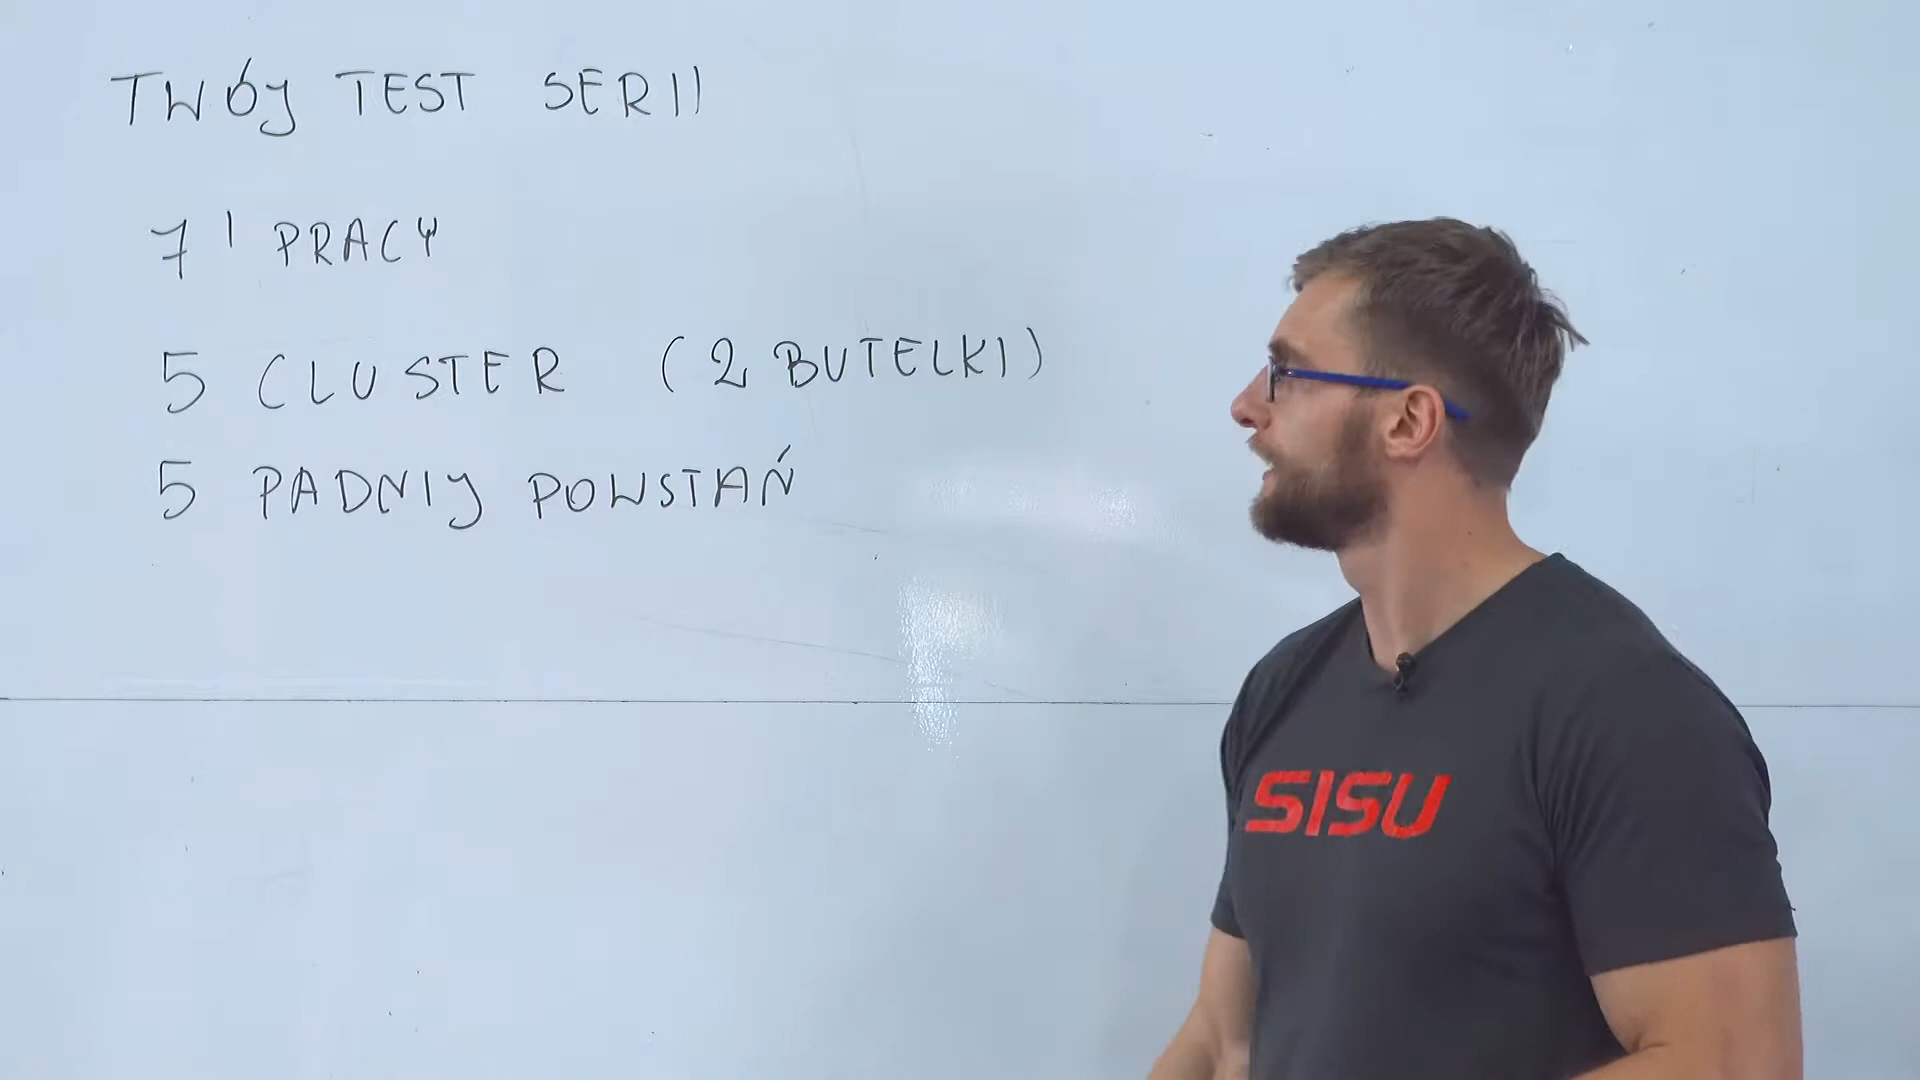 TWÓJ TEST SERII
7' PRACY
5 CLUSTER (2 BUTELKI)
5 PADNIJ POWSTAŃ
SISU